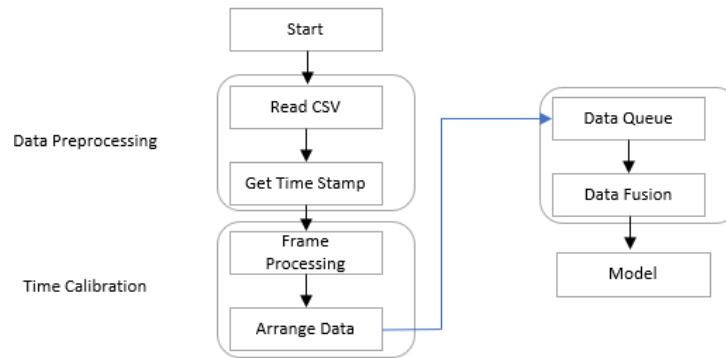 Start
Data Preprocessing
Read CSV
Get Time Stamp
Time Calibration
Frame
Processing
Arrange Data
Data Queue
Data Fusion
Model